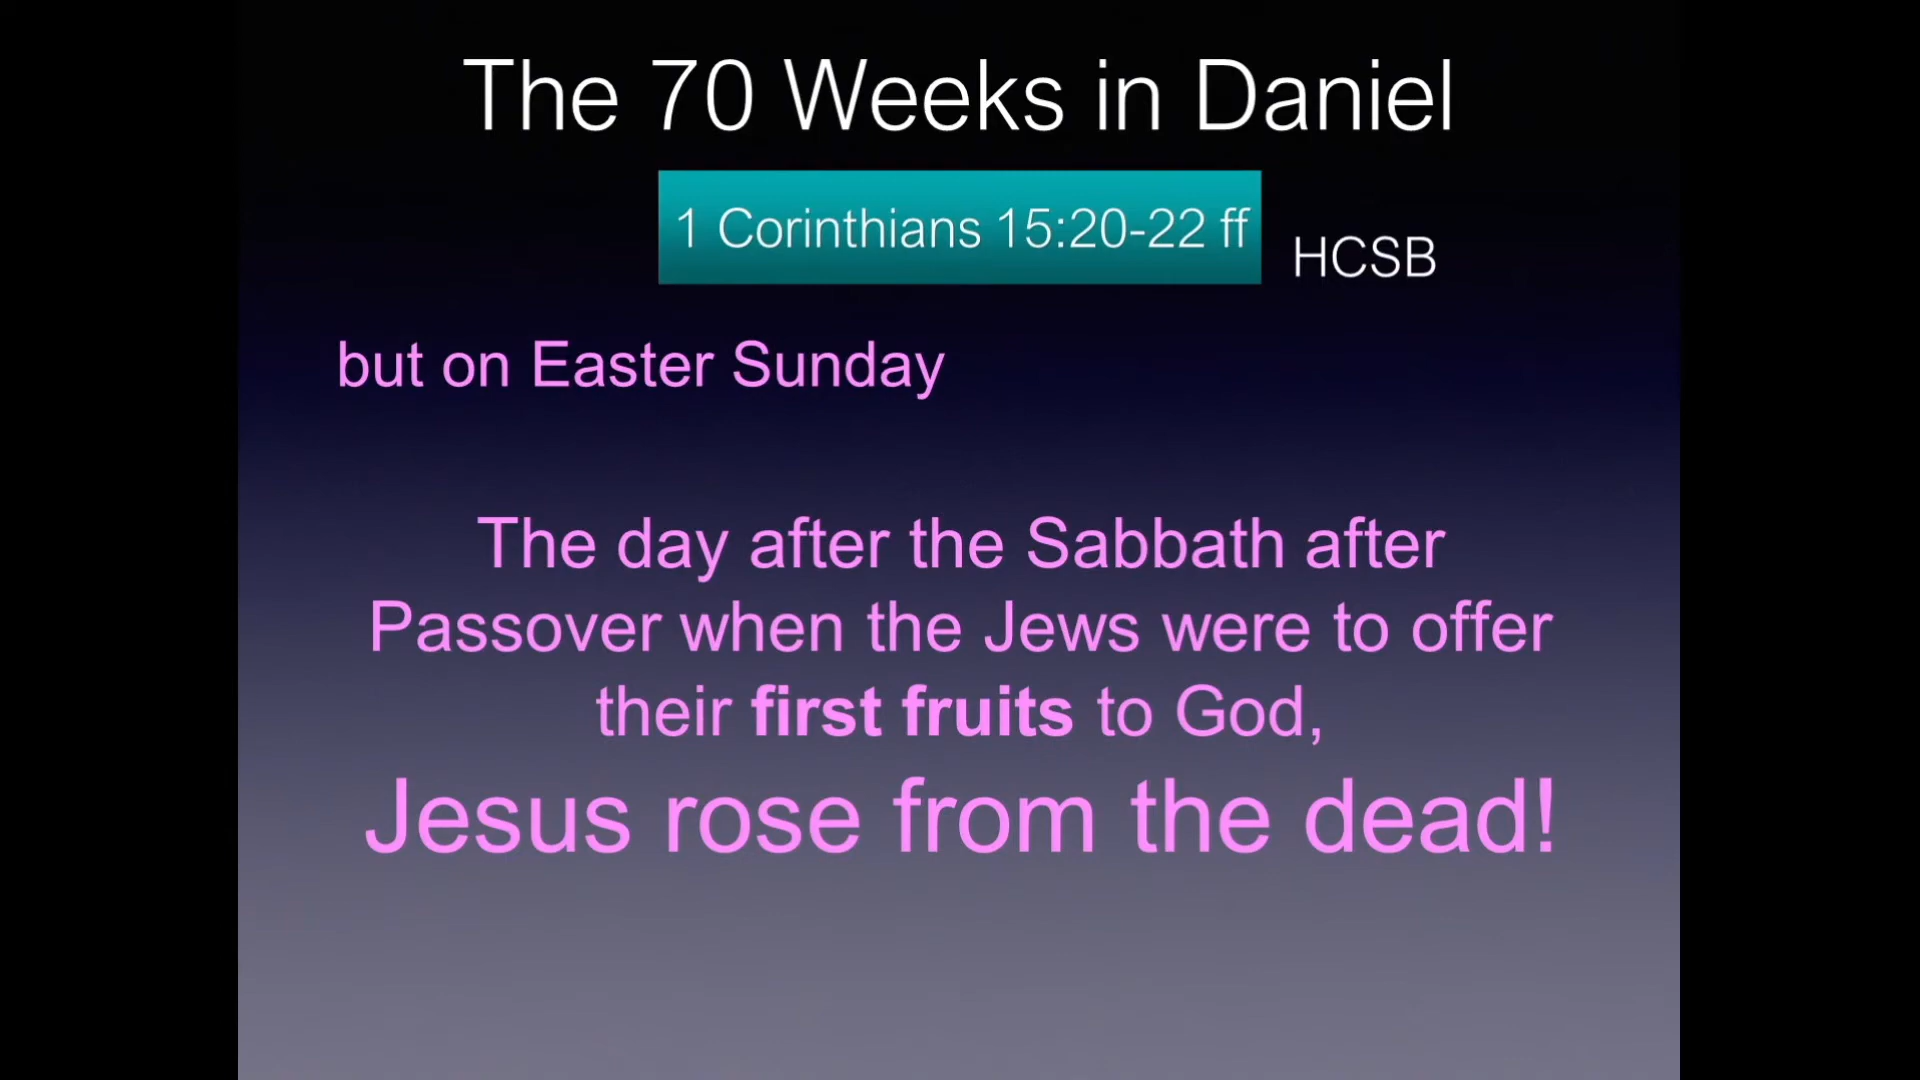 The 70 Weeks in Daniel
1 Corinthians 15:20-22 ff
HCSB
but on Easter Sunday
The day after the Sabbath after
Passover when the Jews were to offer
their first fruits to God,
Jesus rose from the dead!